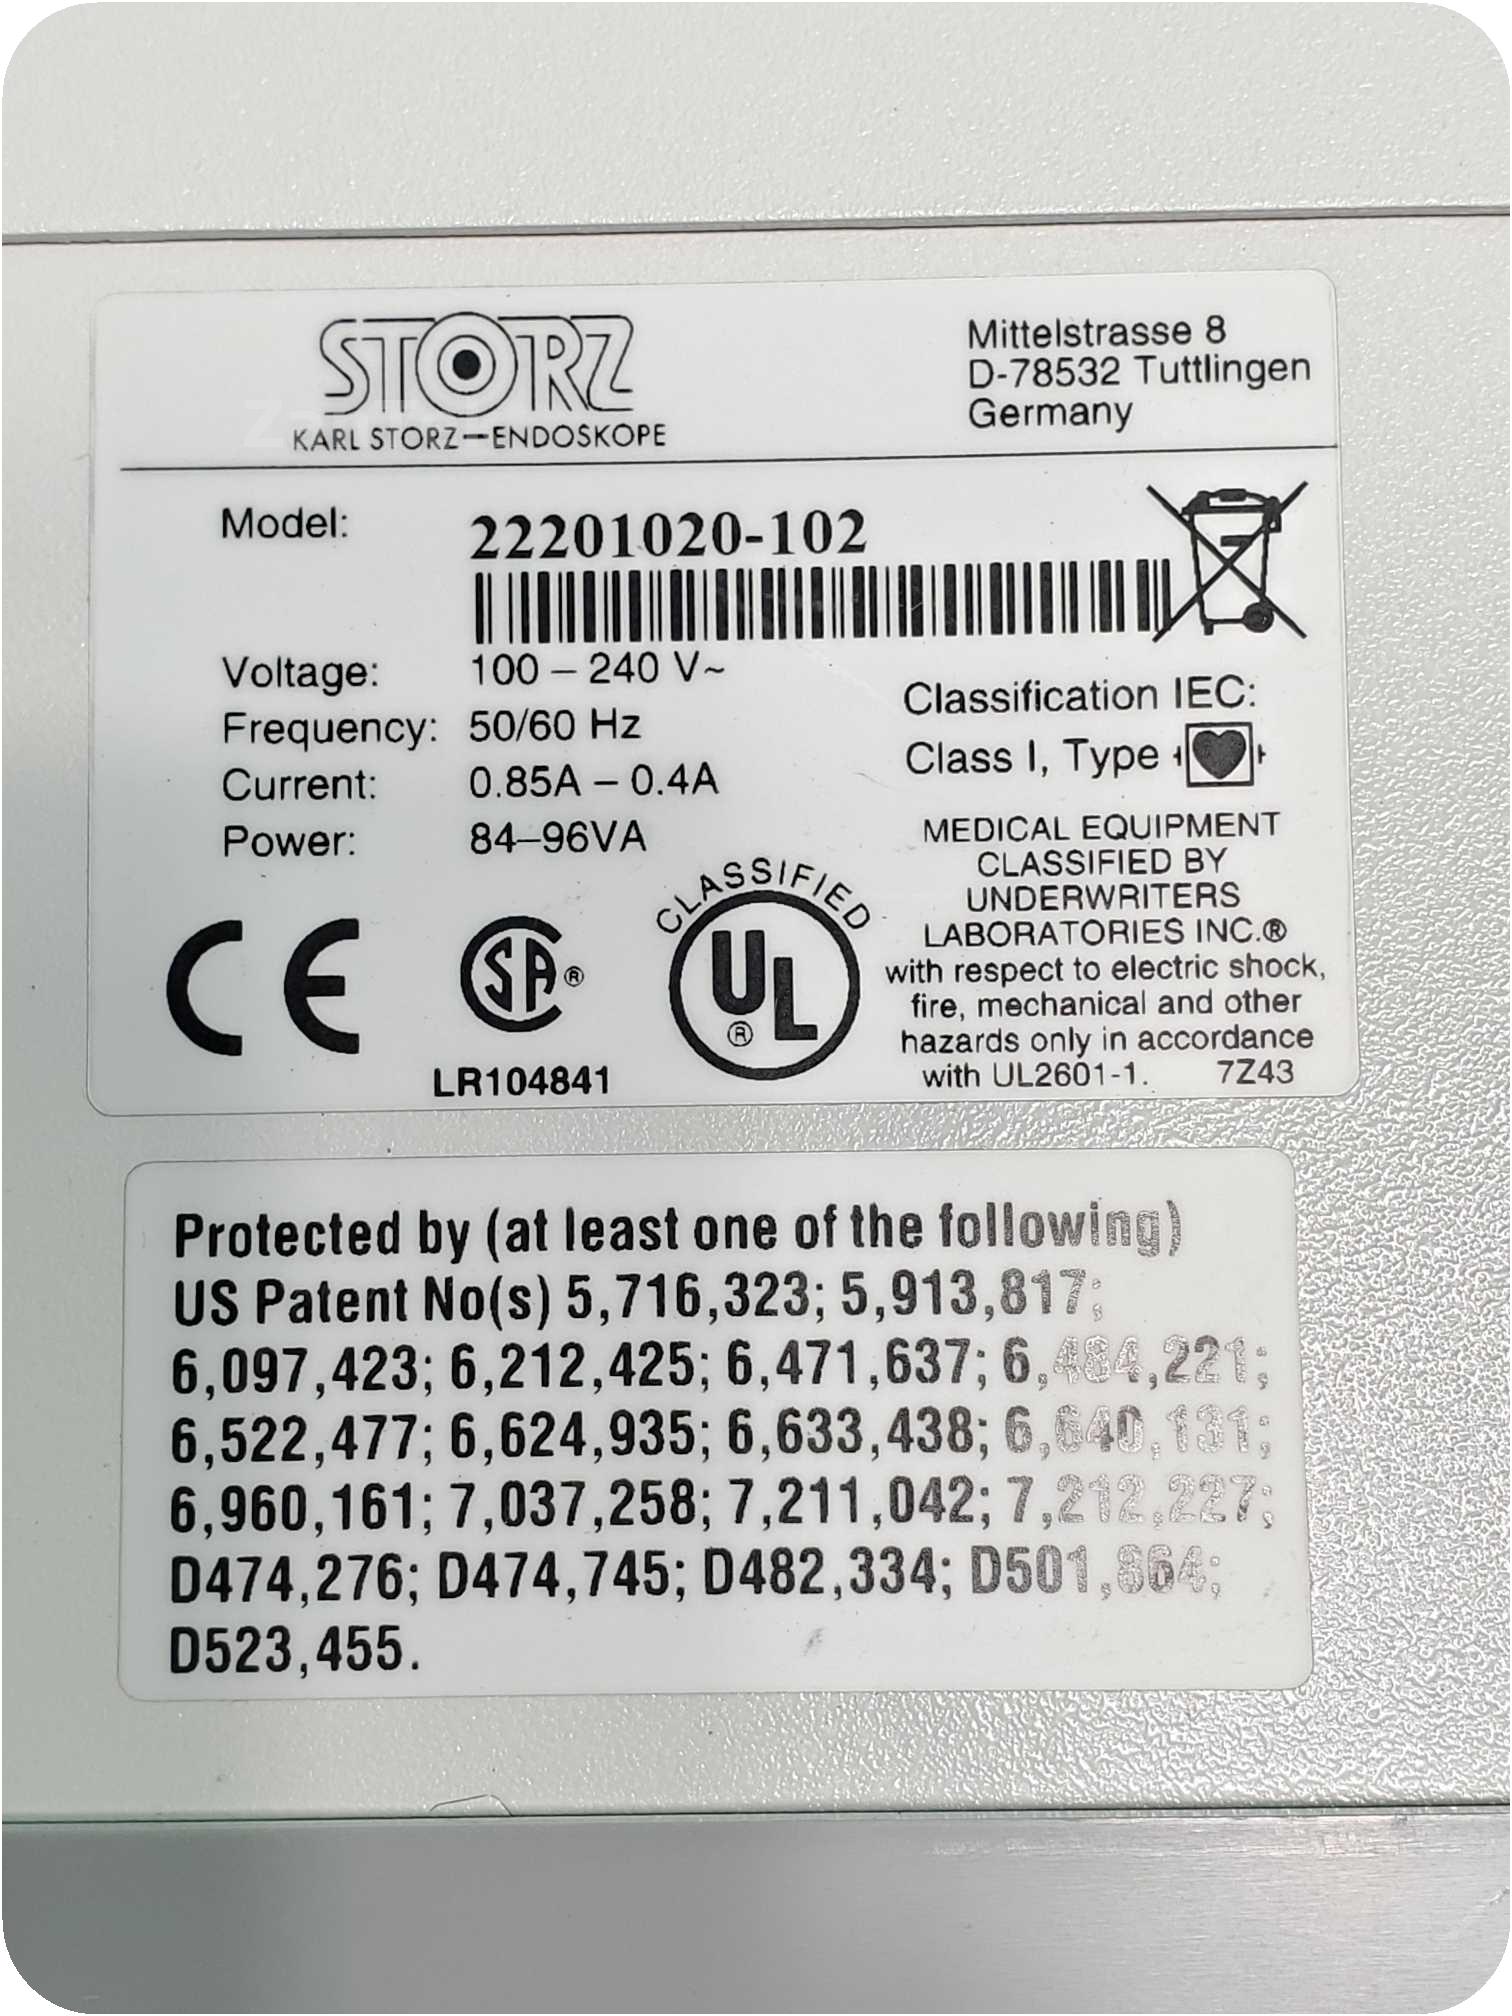 STORZ
KARL STORZ—ENDOSKOPE
Mittelstrasse 8
D-78532 Tuttlingen
Germany
Model: 22201020-102
Voltage: 100 – 240 V~
Frequency: 50/60 Hz
Current: 0.85A – 0.4A
Power: 84–96VA
Classification IEC:
Class I, Type
MEDICAL EQUIPMENT
CLASSIFIED BY
UNDERWRITERS
LABORATORIES INC.®
with respect to electric shock,
fire, mechanical and other
hazards only in accordance
with UL2601-1. 7Z43
CE
SA®
LR104841
CLASSIFIED
UL®
Protected by (at least one of the following)
US Patent No(s) 5,716,323; 5,913,817;
6,097,423; 6,212,425; 6,471,637; 6,484,221;
6,522,477; 6,624,935; 6,633,438; 6,640,131;
6,960,161; 7,037,258; 7,211,042; 7,212,227;
D474,276; D474,745; D482,334; D501,864;
D523,455.